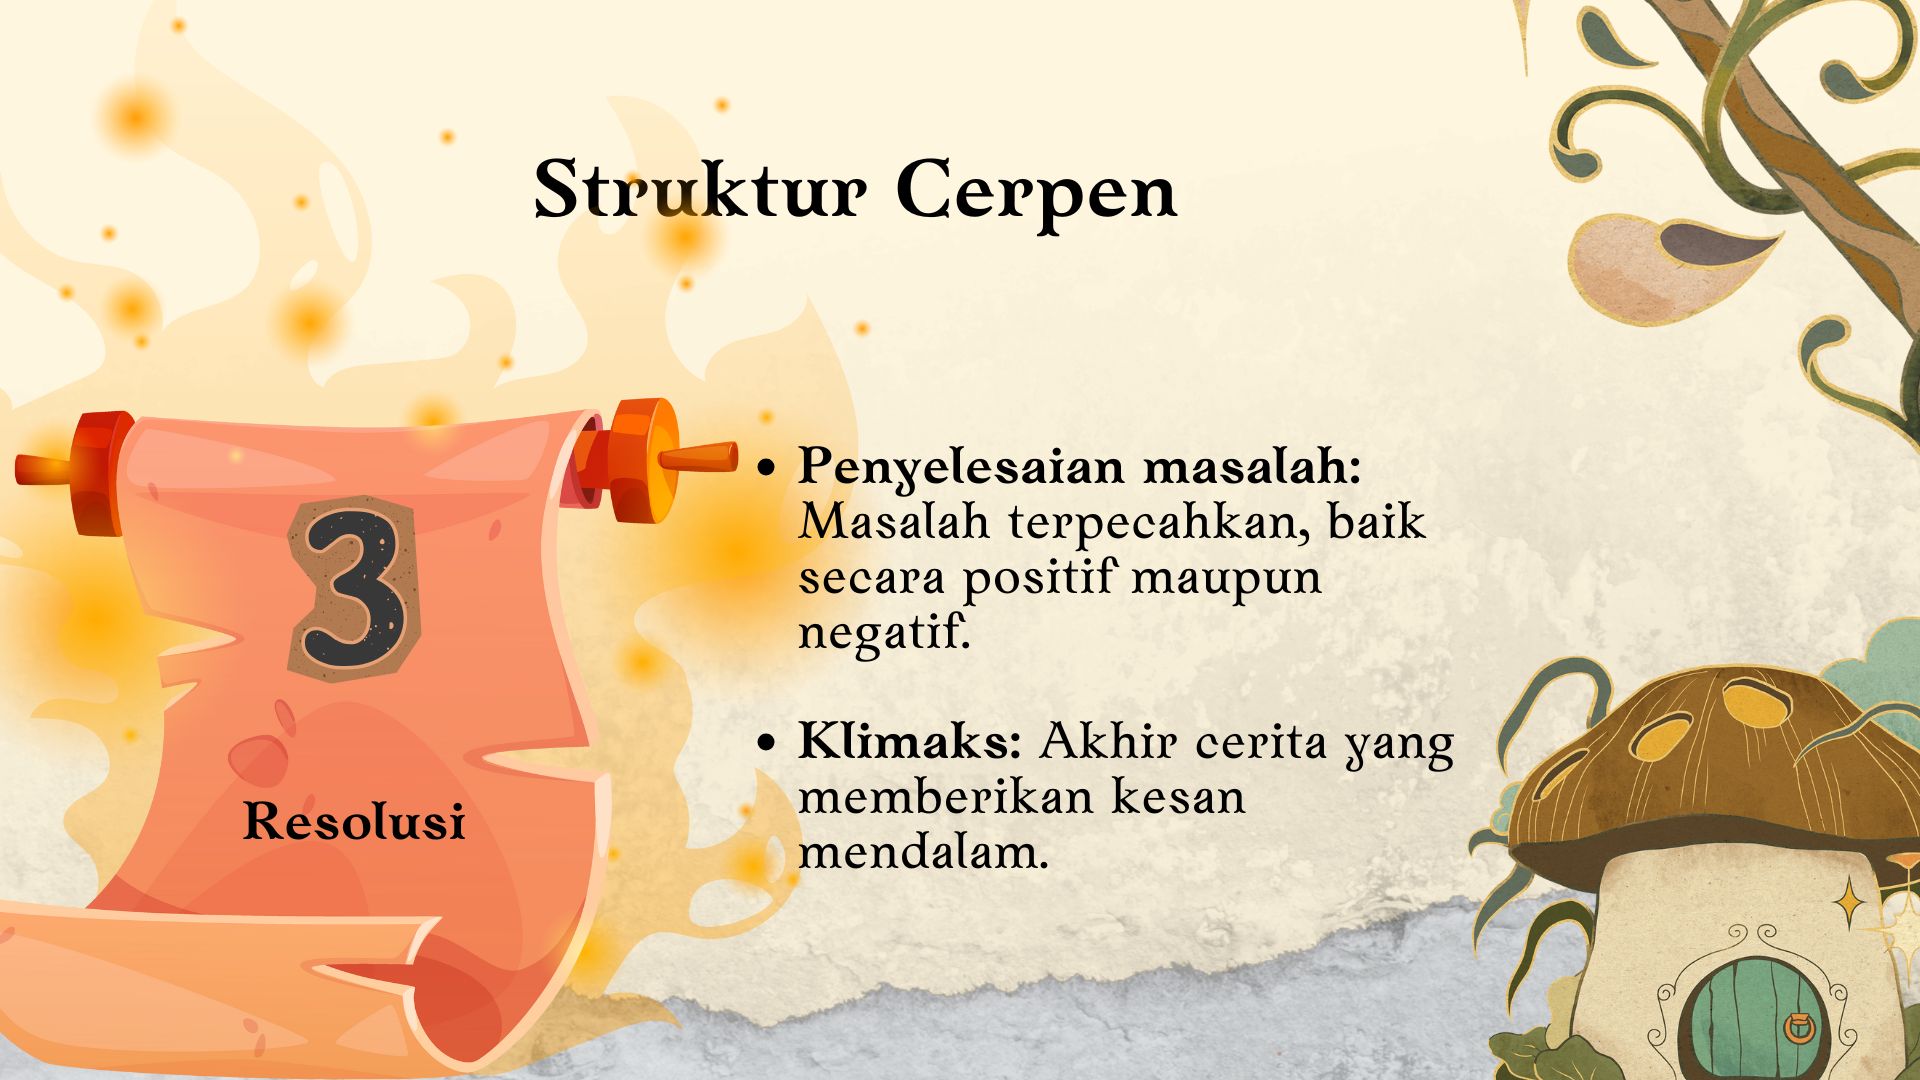 Struktur Cerpen
3
Resolusi
• Penyelesaian masalah:
Masalah terpecahkan, baik
secara positif maupun
negatif.
• Klimaks: Akhir cerita yang
memberikan kesan
mendalam.